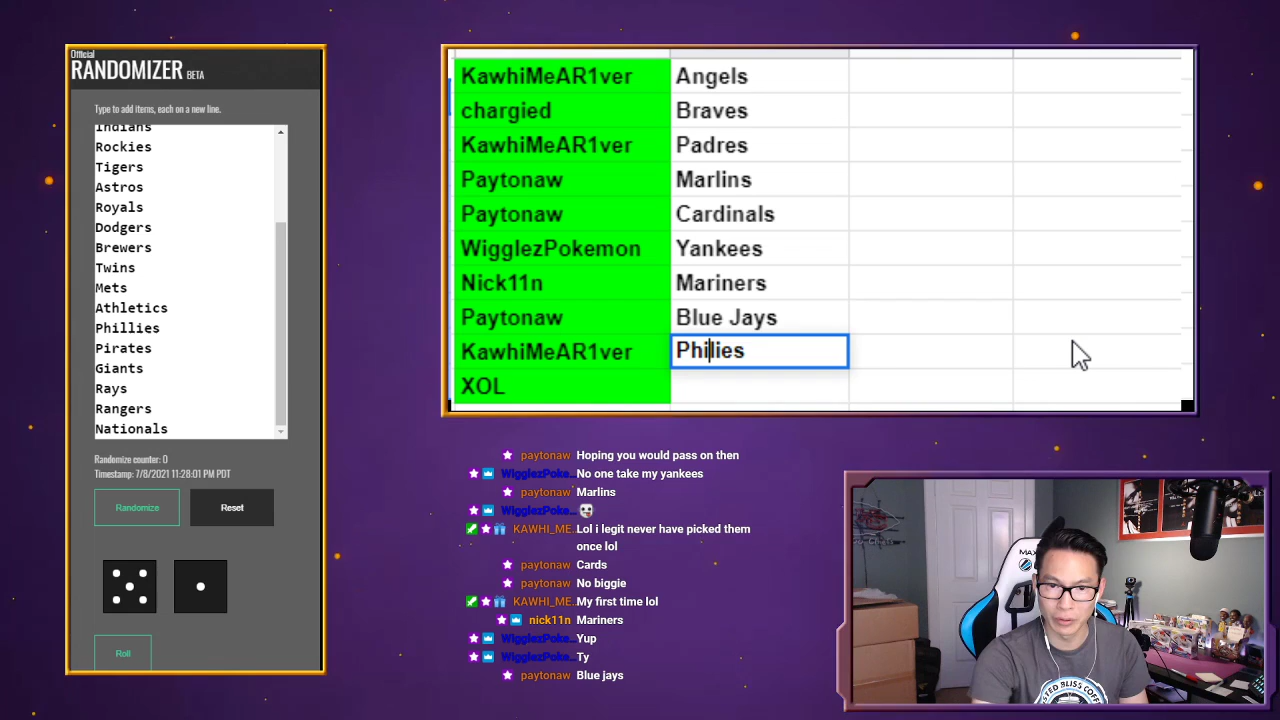 Official
RANDOMIZER BETA
Type to add items, each on a new line.
Indians
Rockies
Tigers
Astros
Royals
Dodgers
Brewers
Twins
Mets
Athletics
Phillies
Pirates
Giants
Rays
Rangers
Nationals
Randomize counter: 0
Timestamp: 7/8/2021 11:28:01 PM PDT
Randomize
Reset
Roll
KawhiMeAR1ver Angels
chargied Braves
KawhiMeAR1ver Padres
Paytonaw Marlins
Paytonaw Cardinals
WigglezPokemon Yankees
Nick11n Mariners
Paytonaw Blue Jays
KawhiMeAR1ver Philies
XOL
paytonaw Hoping you would pass on then
WigglezPoke... No one take my yankees
paytonaw Marlins
WigglezPoke...
KAWHI_ME... Lol i legit never have picked them
once lol
paytonaw Cards
paytonaw No biggie
KAWHI_ME... My first time lol
nick11n Mariners
WigglezPoke... Yup
WigglezPoke... Ty
paytonaw Blue jays